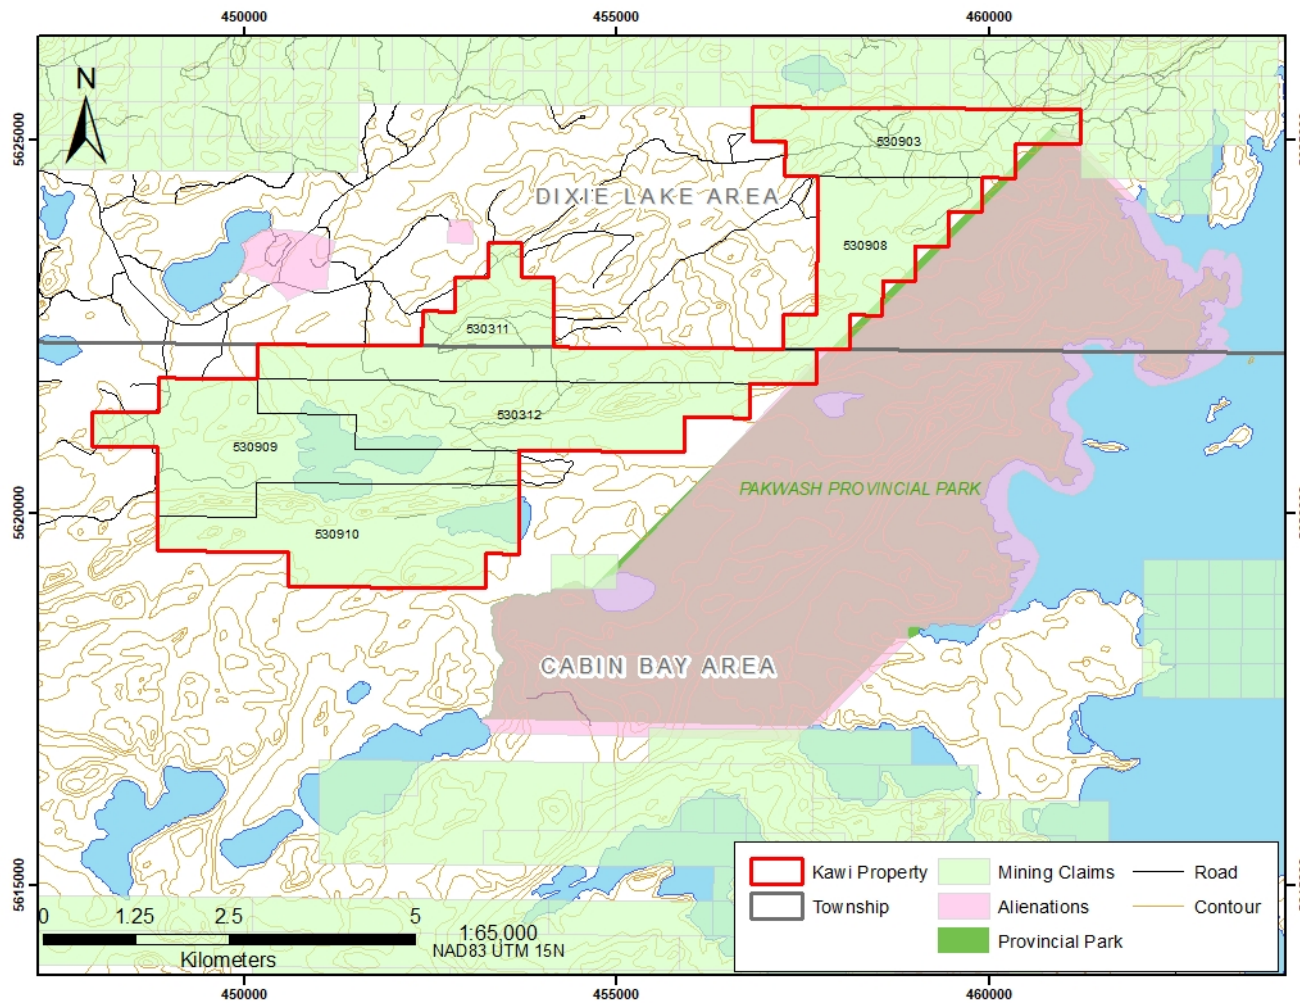 450000
455000
460000
N
5625000
530903
DIXIE LAKE AREA
530908
530311
530312
530909
5620000
PAKWASH PROVINCIAL PARK
530910
CABIN BAY AREA
5615000
0 1.25 2.5 5
Kilometers
1:65,000
NAD83 UTM 15N
Kawi Property
Mining Claims
Road
Township
Alienations
Contour
Provincial Park
450000
455000
460000